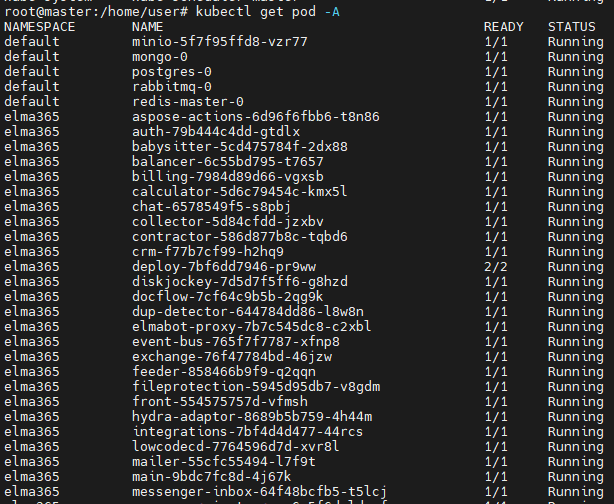 root@master:/home/user# kubectl get pod -A
NAMESPACE NAME READY STATUS
default minio-5f7f95ffd8-vzr77 1/1 Running
default mongo-0 1/1 Running
default postgres-0 1/1 Running
default rabbitmq-0 1/1 Running
default redis-master-0 1/1 Running
elma365 aspose-actions-6d96f6fbb6-t8n86 1/1 Running
elma365 auth-79b444c4dd-gtdlx 1/1 Running
elma365 babysitter-5cd475784f-2dx88 1/1 Running
elma365 balancer-6c55bd795-t7657 1/1 Running
elma365 billing-7984d89d66-vgxsb 1/1 Running
elma365 calculator-5d6c79454c-kmx5l 1/1 Running
elma365 chat-6578549f5-s8pbj 1/1 Running
elma365 collector-5d84cfdd-jzxbv 1/1 Running
elma365 contractor-586d877b8c-tqbd6 1/1 Running
elma365 crm-f77b7cf99-h2hq9 1/1 Running
elma365 deploy-7bf6dd7946-pr9ww 2/2 Running
elma365 diskjockey-7d5d7f5ff6-g8hzd 1/1 Running
elma365 docflow-7cf64c9b5b-2qg9k 1/1 Running
elma365 dup-detector-644784dd86-l8w8n 1/1 Running
elma365 elmabot-proxy-7b7c545dc8-c2xbl 1/1 Running
elma365 event-bus-765f7f7787-xfnp8 1/1 Running
elma365 exchange-76f47784bd-46jzw 1/1 Running
elma365 feeder-858466b9f9-q2qqn 1/1 Running
elma365 fileprotection-5945d95db7-v8gdm 1/1 Running
elma365 front-554575757d-vfmsh 1/1 Running
elma365 hydra-adaptor-8689b5b759-4h44m 1/1 Running
elma365 integrations-7bf4d4d477-44rcs 1/1 Running
elma365 lowcodecd-7764596d7d-xvr8l 1/1 Running
elma365 mailer-55cfc55494-l7f9t 1/1 Running
elma365 main-9bdc7fc8d-4j67k 1/1 Running
elma365 messenger-inbox-64f48bcfb5-t5lcj 1/1 Running